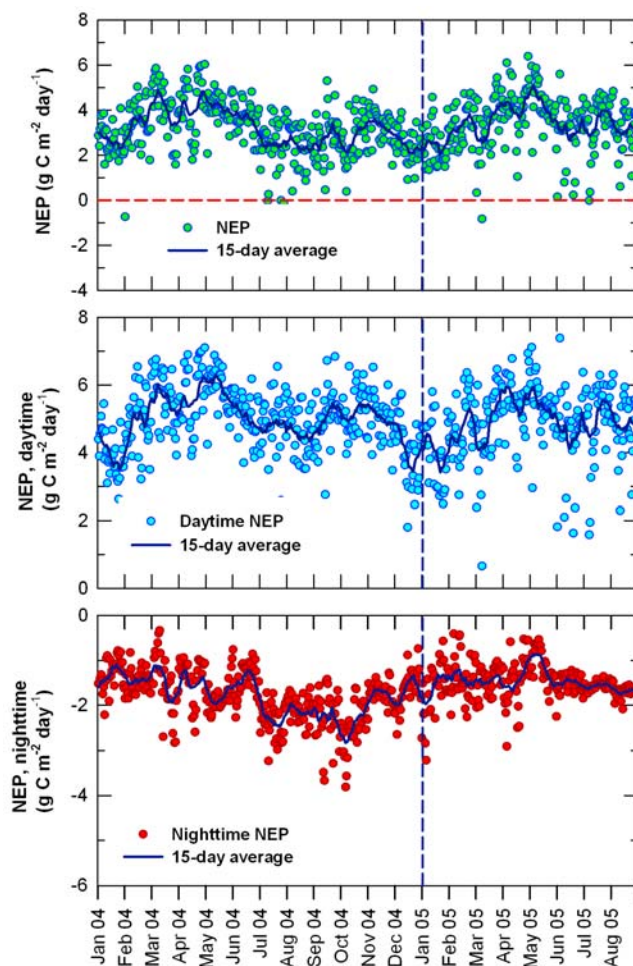 8
6
4
2
0
-2
-4
NEP (g C m-2 day-1)
NEP
15-day average
8
6
4
2
0
NEP, daytime
(g C m-2 day-1)
Daytime NEP
15-day average
0
-2
-4
-6
NEP, nighttime
(g C m-2 day-1)
Nighttime NEP
15-day average
Jan 04
Feb 04
Mar 04
Apr 04
May 04
Jun 04
Jul 04
Aug 04
Sep 04
Oct 04
Nov 04
Dec 04
Jan 05
Feb 05
Mar 05
Apr 05
May 05
Jun 05
Jul 05
Aug 05